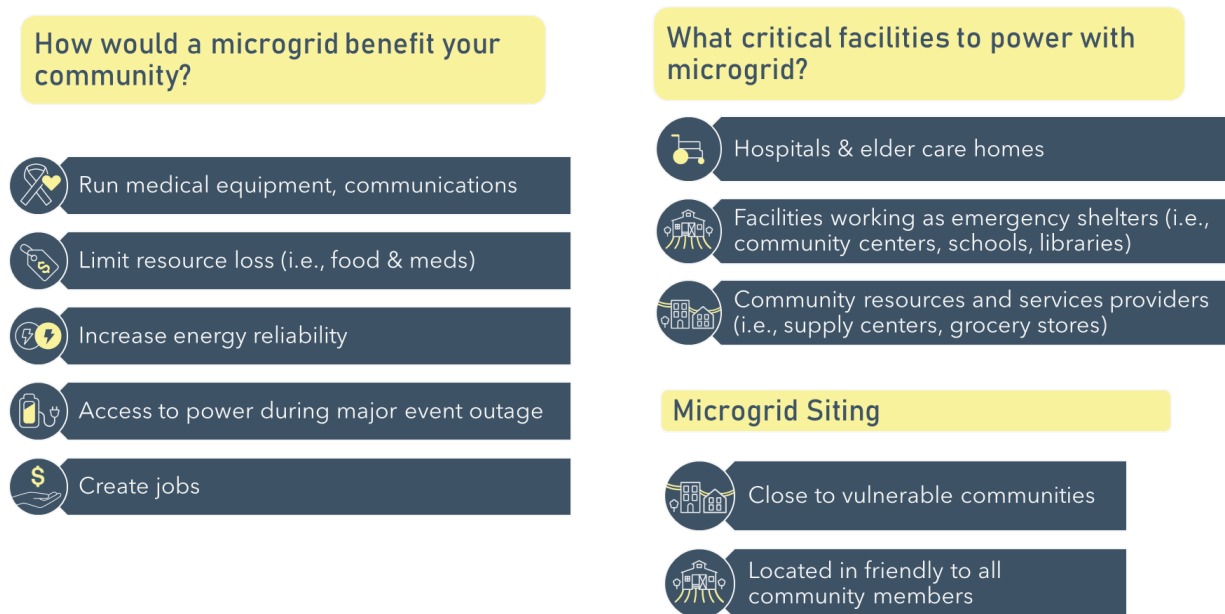 How would a microgrid benefit your
community?
Run medical equipment, communications
Limit resource loss (i.e., food & meds)
Increase energy reliability
Access to power during major event outage
$
Create jobs
What critical facilities to power with
microgrid?
Hospitals & elder care homes
Facilities working as emergency shelters (i.e.,
community centers, schools, libraries)
Community resources and services providers
(i.e., supply centers, grocery stores)
Microgrid Siting
Close to vulnerable communities
Located in friendly to all
community members